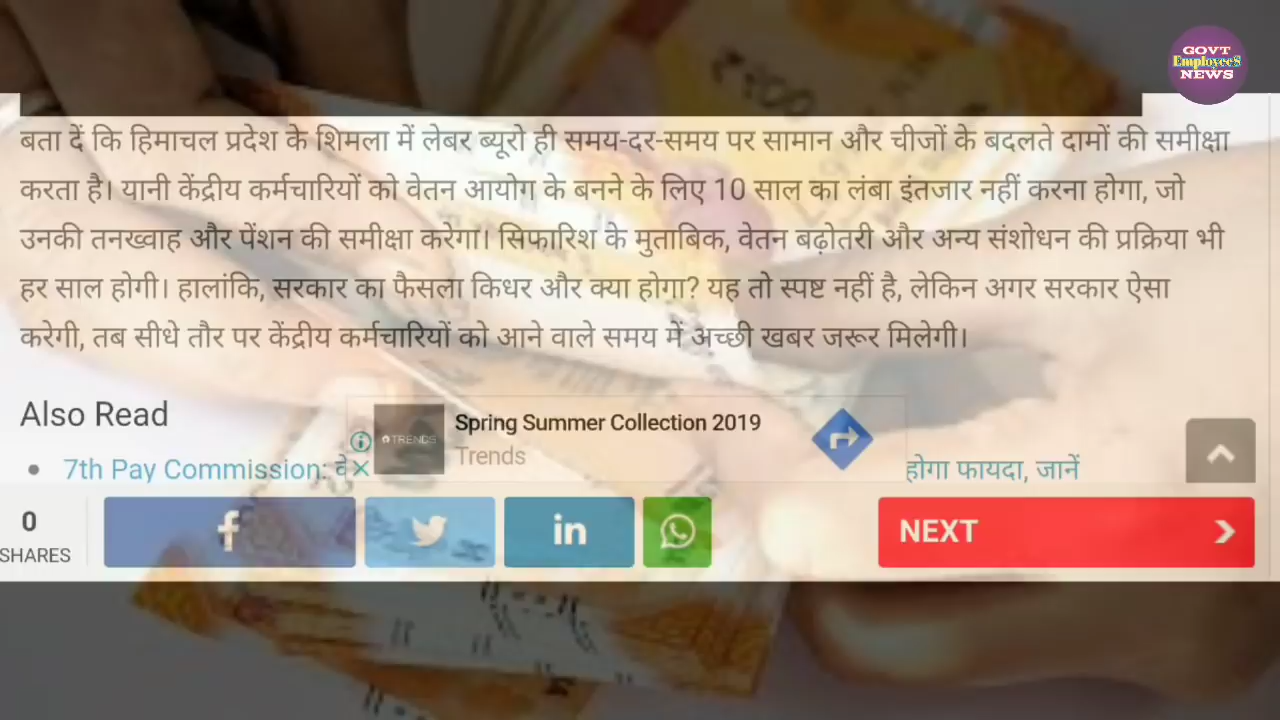 GOVT
EmployeeS
NEWS
बता दें कि हिमाचल प्रदेश के शिमला में लेबर ब्यूरो ही समय-दर-समय पर सामान और चीजों के बदलते दामों की समीक्षा
करता है। यानी केंद्रीय कर्मचारियों को वेतन आयोग के बनने के लिए 10 साल का लंबा इंतजार नहीं करना होगा, जो
उनकी तनख्वाह और पेंशन की समीक्षा करेगा। सिफारिश के मुताबिक, वेतन बढ़ोतरी और अन्य संशोधन की प्रक्रिया भी
हर साल होगी। हालांकि, सरकार का फैसला किधर और क्या होगा? यह तो स्पष्ट नहीं है, लेकिन अगर सरकार ऐसा
करेगी, तब सीधे तौर पर केंद्रीय कर्मचारियों को आने वाले समय में अच्छी खबर जरूर मिलेगी।
Also Read
TRENDS
Spring Summer Collection 2019
Trends
7th Pay Commission: होगा फायदा, जानें
0
SHARES
NEXT